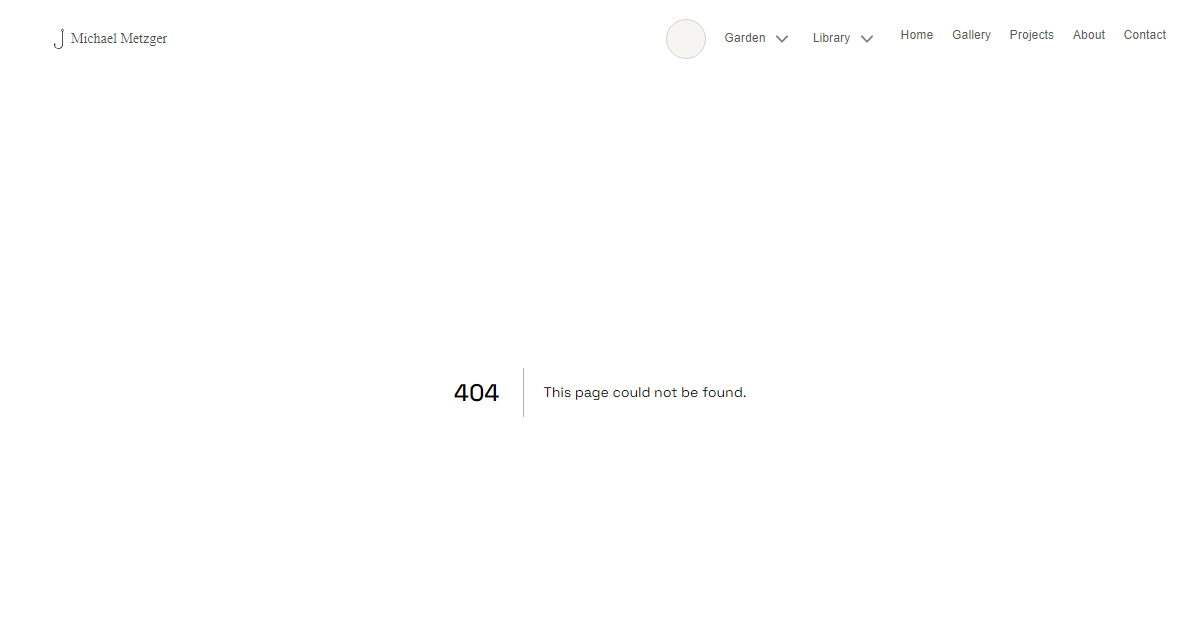 Michael Metzger
Garden
Library
Home
Gallery
Projects
About
Contact
404
This page could not be found.